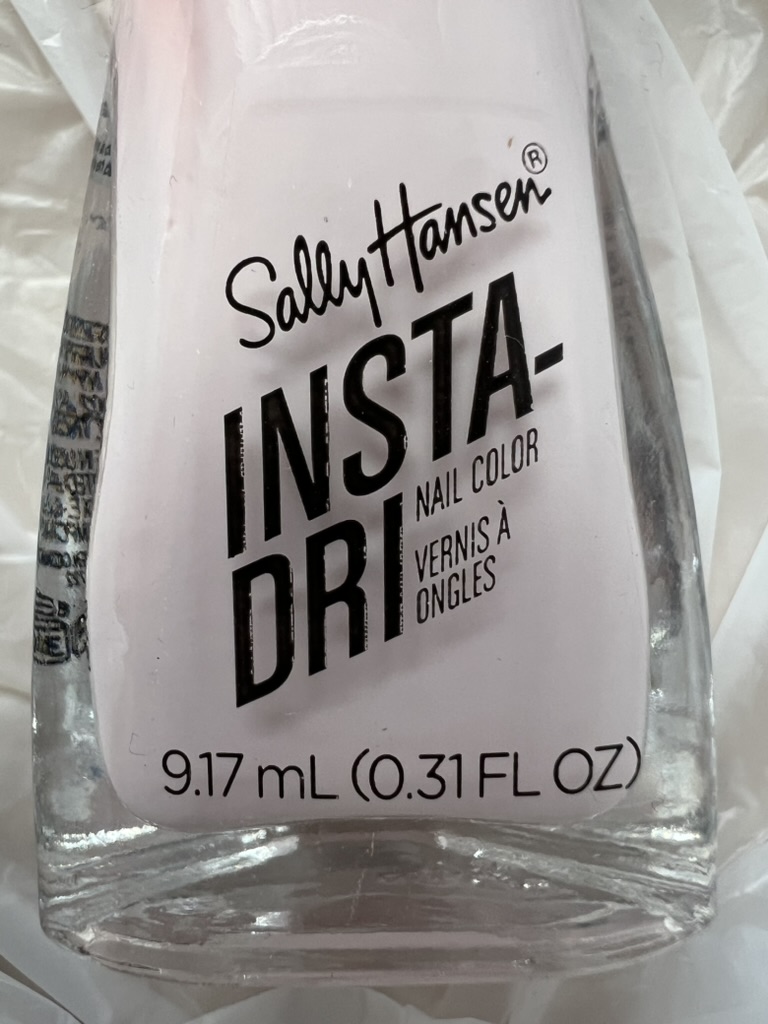 Sally Hansen®
INSTA-
DRI
NAIL COLOR
VERNIS À
ONGLES
9.17 mL (0.31 FL OZ)